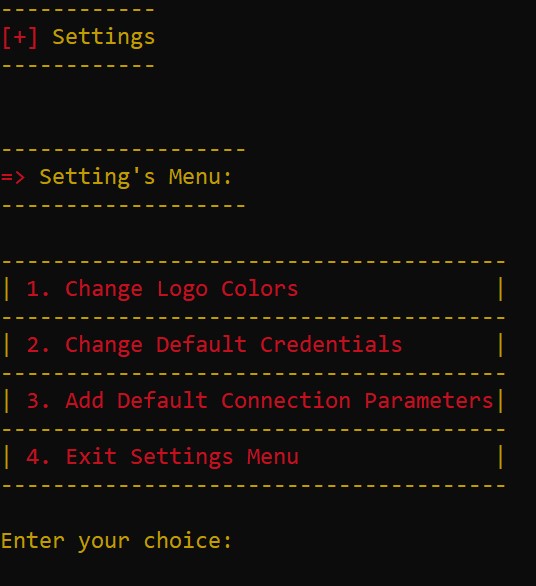 ------------
[+] Settings
------------
-------------------
=> Setting's Menu:
-------------------
---------------------------------------
| 1. Change Logo Colors               |
---------------------------------------
| 2. Change Default Credentials       |
---------------------------------------
| 3. Add Default Connection Parameters|
---------------------------------------
| 4. Exit Settings Menu               |
---------------------------------------
Enter your choice: